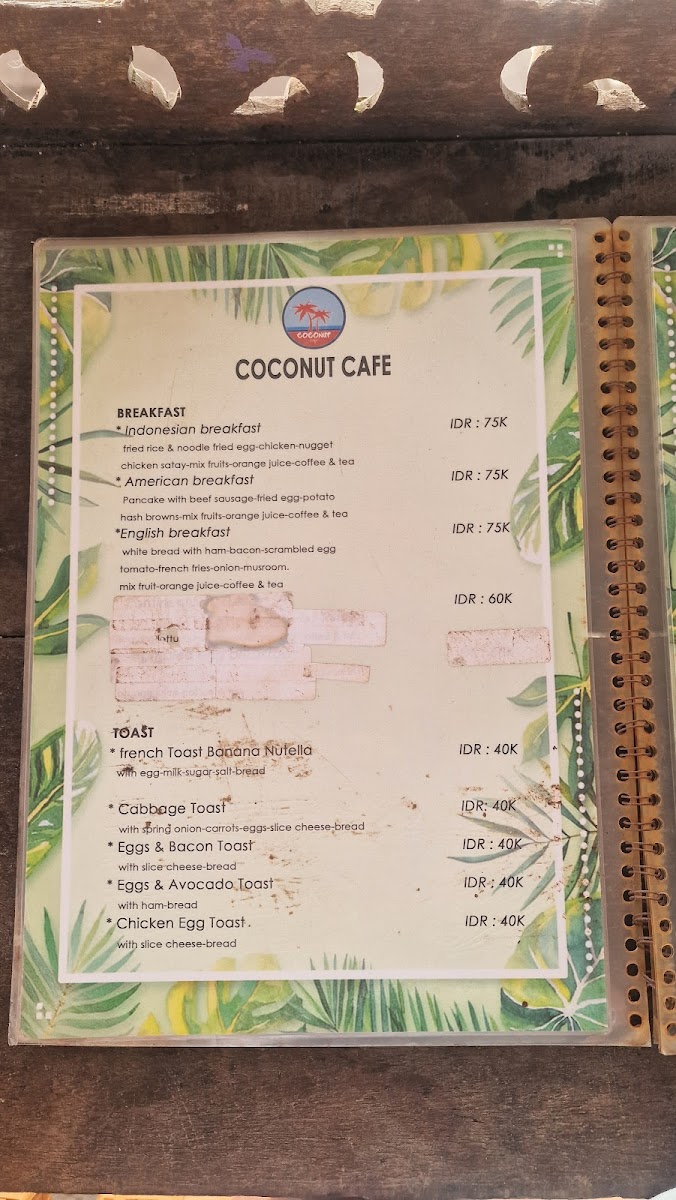 COCONUT
COCONUT CAFE
BREAKFAST
* Indonesian breakfast IDR : 75K
fried rice & noodle fried egg-chicken-nugget
chicken satay-mix fruits-orange juice-coffee & tea
* American breakfast IDR : 75K
Pancake with beef sausage-fried egg-potato
hash browns-mix fruits-orange juice-coffee & tea
*English breakfast IDR : 75K
white bread with ham-bacon-scrambled egg
tomato-french fries-onion-musroom.
mix fruit-orange juice-coffee & tea
IDR : 60K
TOAST
* french Toast Banana Nutella IDR : 40K
with egg-milk-sugar-salt-bread
* Cabbage Toast IDR: 40K
with spring onion-carrots-eggs-slice cheese-bread
* Eggs & Bacon Toast IDR : 40K
with slice cheese-bread
* Eggs & Avocado Toast IDR : 40K
with ham-bread
* Chicken Egg Toast. IDR : 40K
with slice cheese-bread